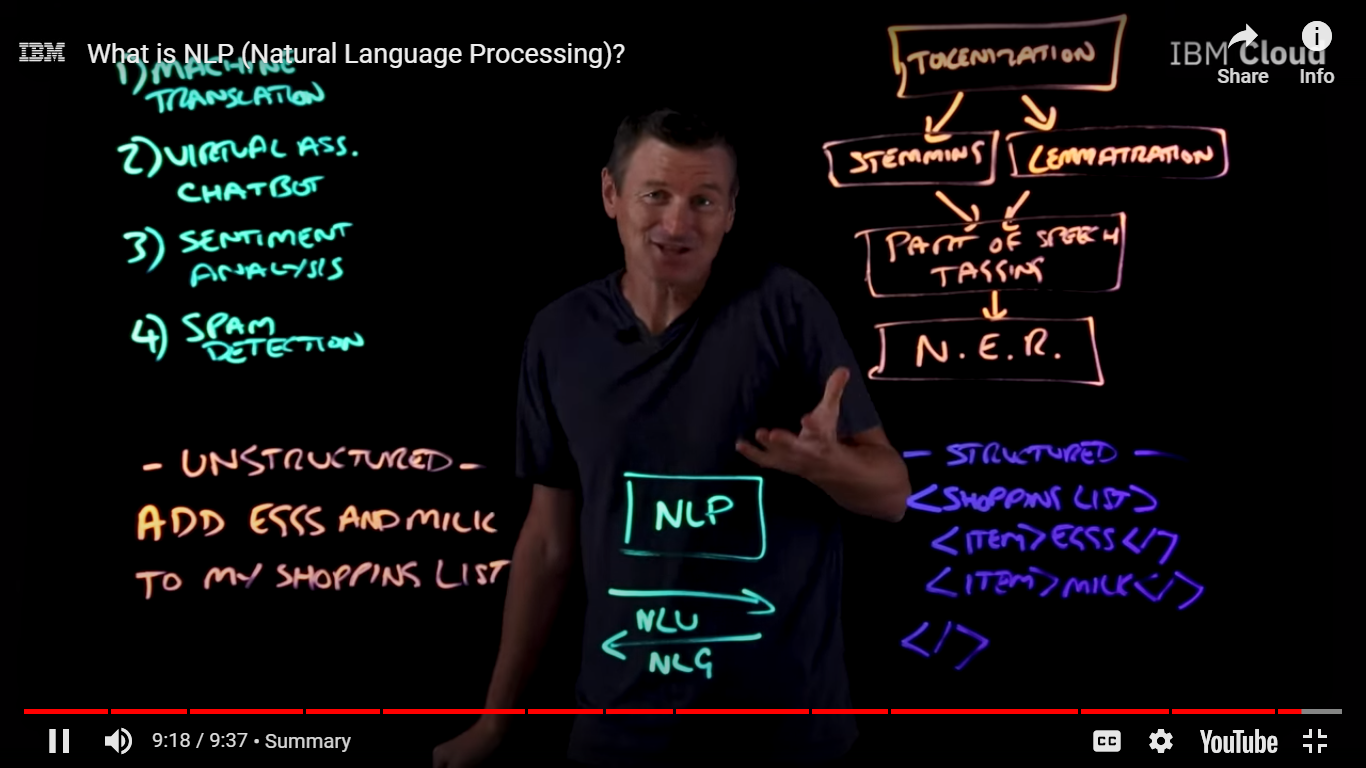 IBM What is NLP (Natural Language Processing)?
IBM Cloud
Share Info
1) MACHINE
TRANSLATION
2) VIRTUAL ASS.
CHATBOT
3) SENTIMENT
ANALYSIS
4) SPAM
DETECTION
TOKENIZATION
STEMMING LEMMATIZATION
PART OF SPEECH
TAGGING
N.E.R.
- UNSTRUCTURED -
ADD EGGS AND MILK
TO MY SHOPPING LIST
NLP
NLU
NLG
- STRUCTURED -
<SHOPPING LIST>
<ITEM>EGGS</>
<ITEM>MILK</>
</>
9:18 / 9:37 • Summary
CC
YouTube